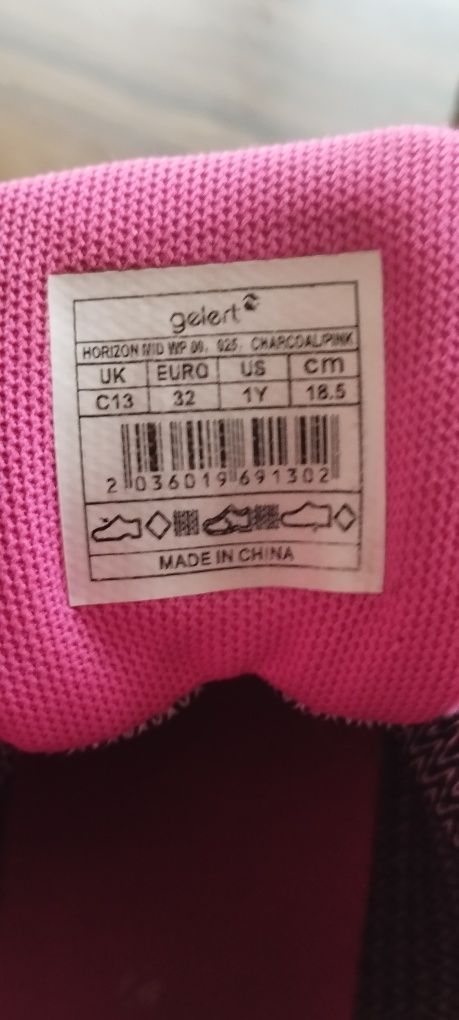 gelert
HORIZON MID WP 00, 025, CHARCOAL/PINK
UK EURO US cm
C13 32 1Y 18.5
2 036019 691302
MADE IN CHINA